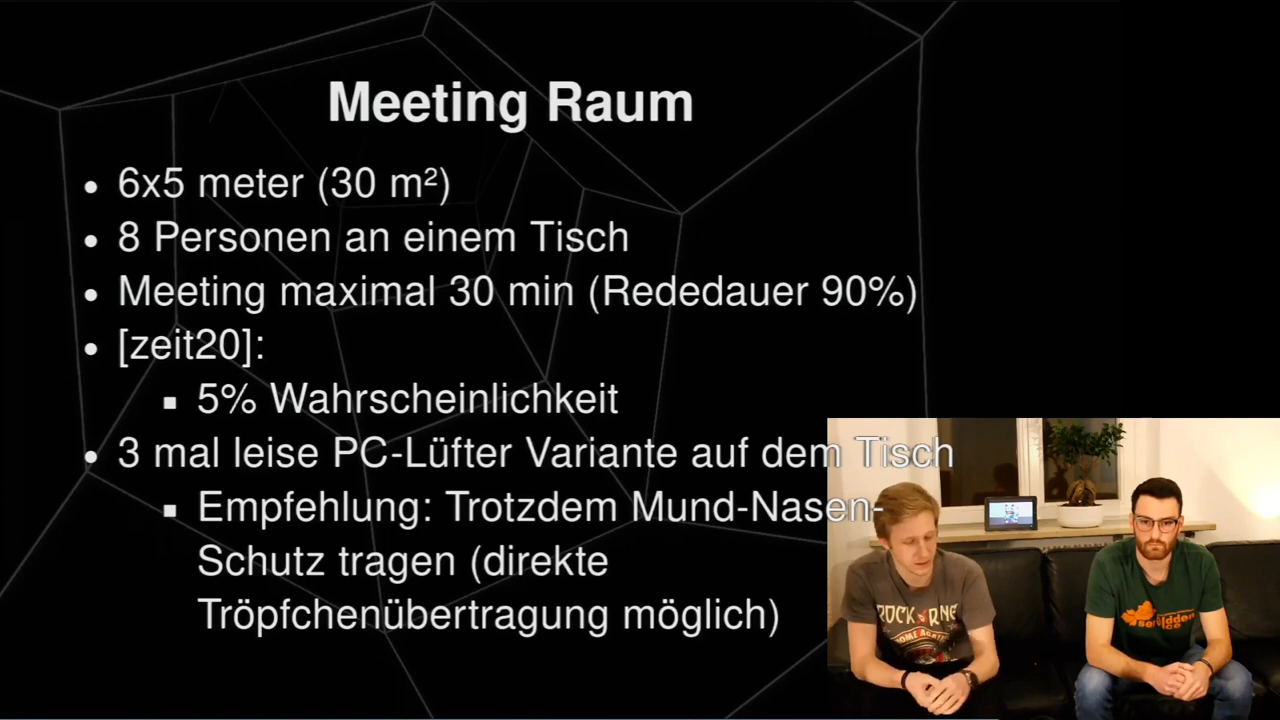 Meeting Raum
6x5 meter (30 m²)
8 Personen an einem Tisch
Meeting maximal 30 min (Rededauer 90%)
[zeit20]:
5% Wahrscheinlichkeit
3 mal leise PC-Lüfter Variante auf dem Tisch
Empfehlung: Trotzdem Mund-Nasen-
Schutz tragen (direkte
Tröpfchenübertragung möglich)
ROCK